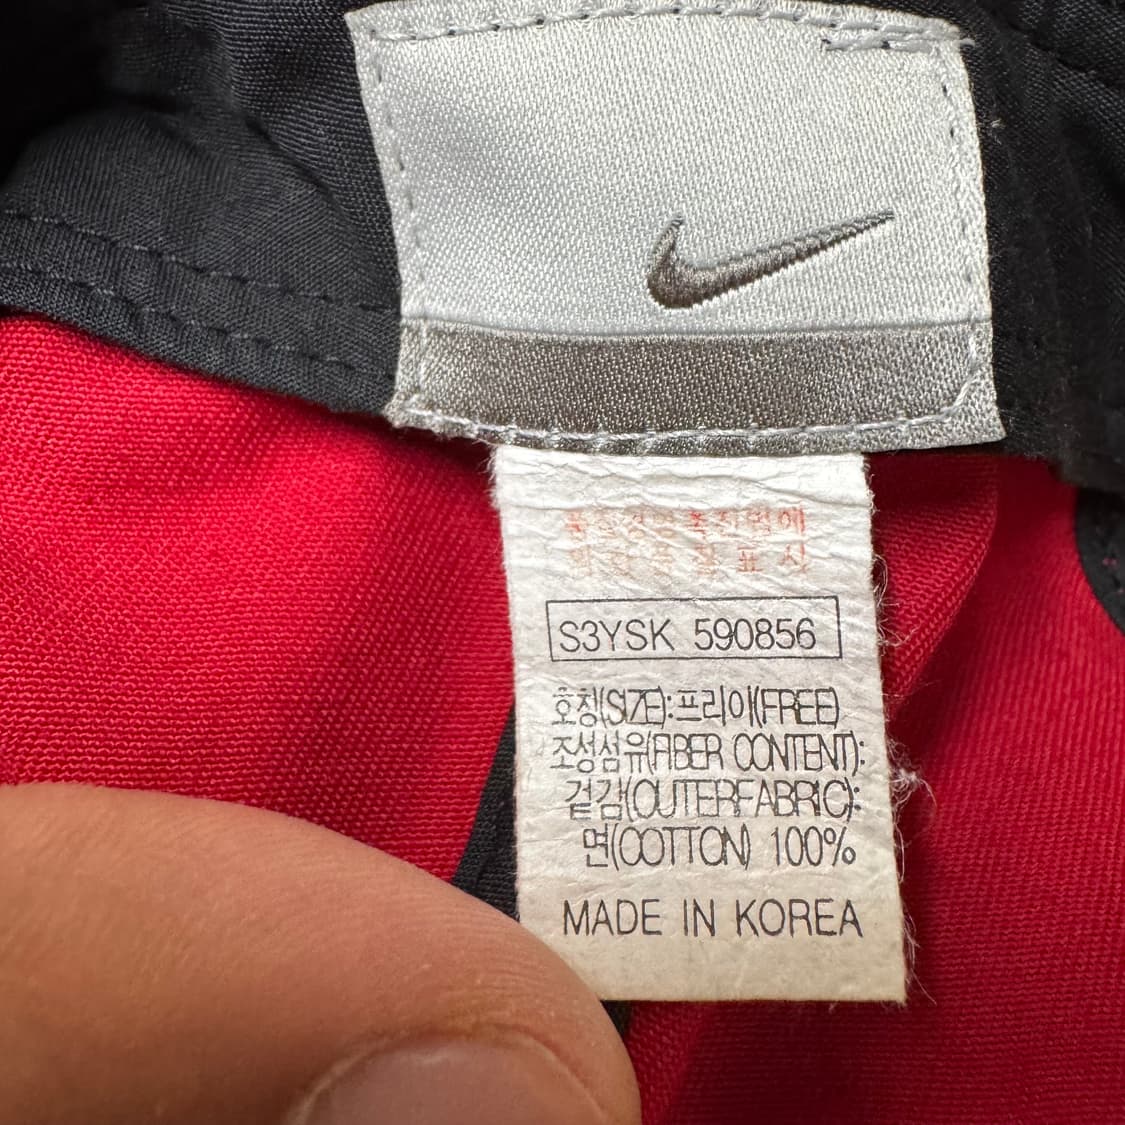 S3YSK 590856
호칭(SIZE):프리이(FREE)
조성섬유(FIBER CONTENT):
겉감(OUTERFABRIC):
면(COTTON) 100%
MADE IN KOREA